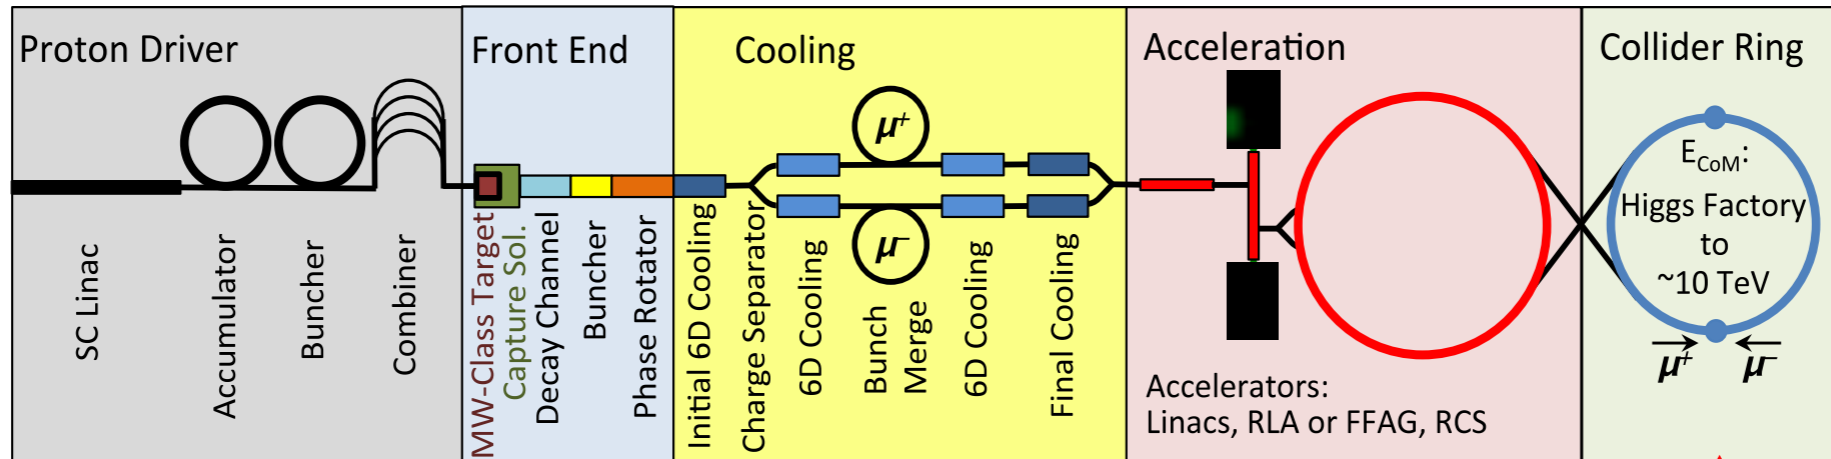 Proton Driver
SC Linac
Accumulator
Buncher
Combiner
Front End
MW-Class Target
Capture Sol.
Decay Channel
Buncher
Phase Rotator
Cooling
μ+
μ−
Initial 6D Cooling
Charge Separator
6D Cooling
Bunch
Merge
6D Cooling
Final Cooling
Acceleration
Accelerators:
Linacs, RLA or FFAG, RCS
Collider Ring
ECoM:
Higgs Factory
to
~10 TeV
μ+ μ−